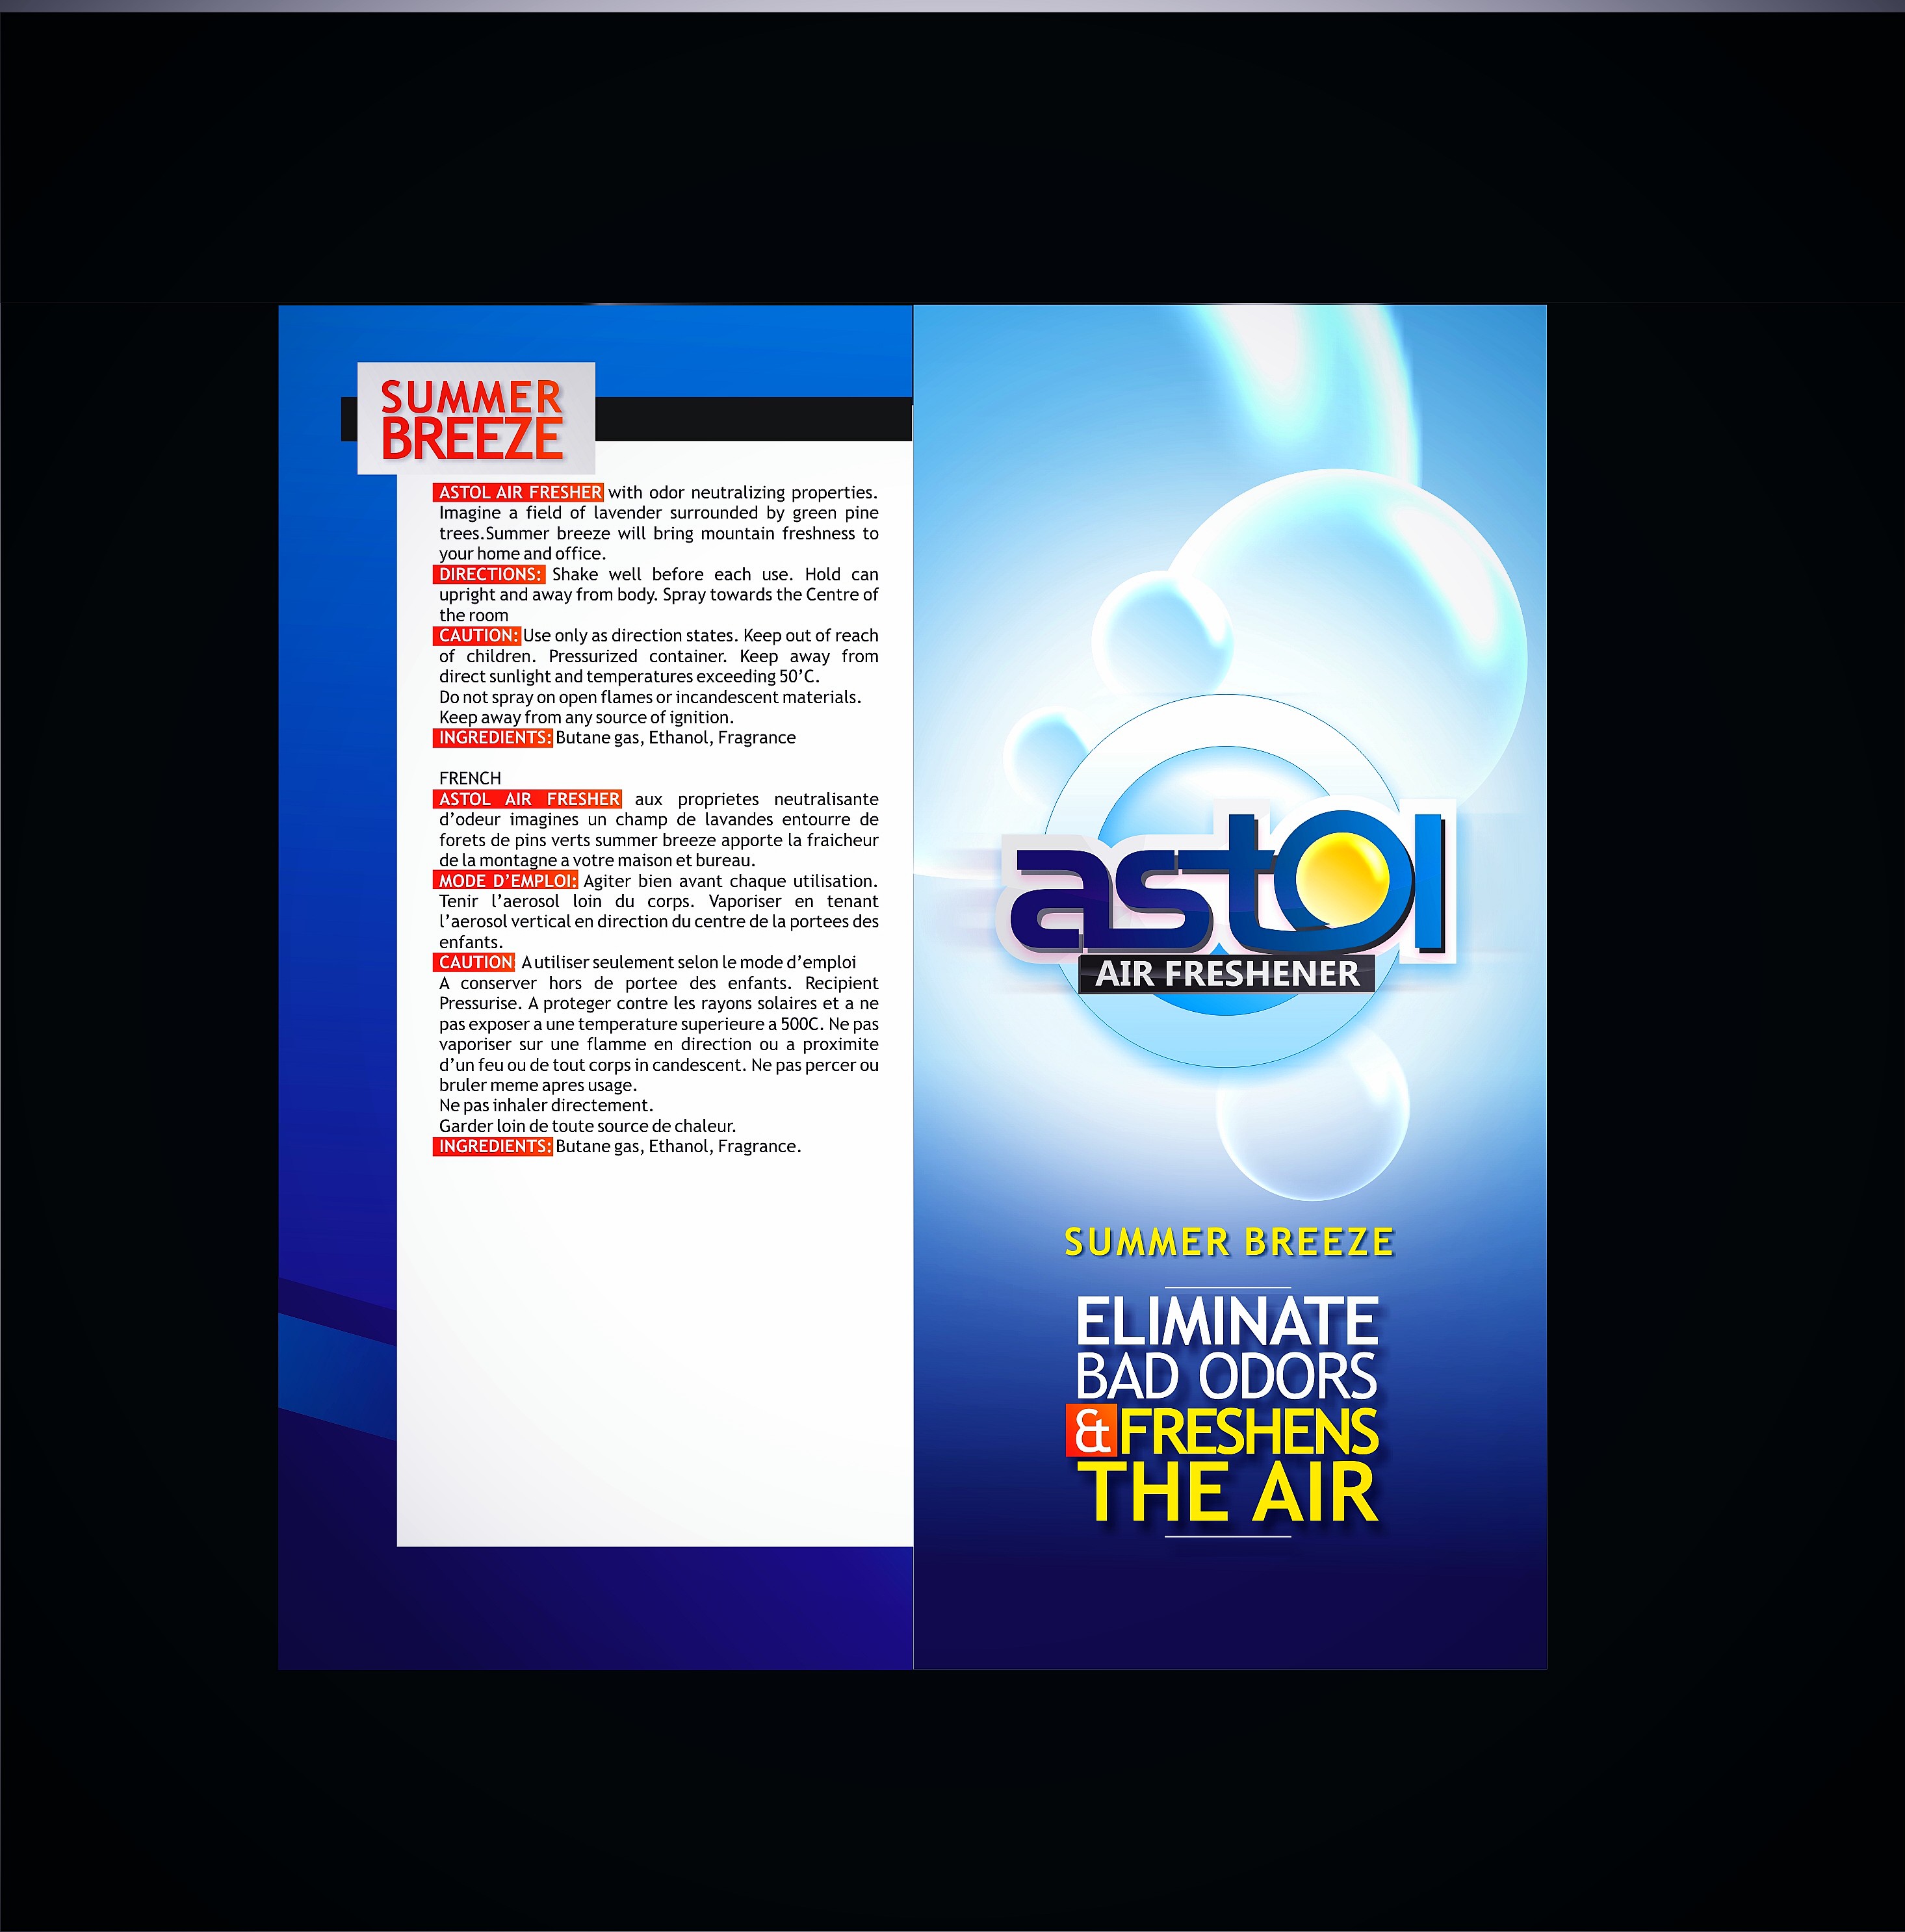 SUMMER
BREEZE
ASTOL AIR FRESHER with odor neutralizing properties.
Imagine a field of lavender surrounded by green pine
trees.Summer breeze will bring mountain freshness to
your home and office.
DIRECTIONS: Shake well before each use. Hold can
upright and away from body. Spray towards the Centre of
the room
CAUTION: Use only as direction states. Keep out of reach
of children. Pressurized container. Keep away from
direct sunlight and temperatures exceeding 50'C.
Do not spray on open flames or incandescent materials.
Keep away from any source of ignition.
INGREDIENTS: Butane gas, Ethanol, Fragrance
FRENCH
ASTOL AIR FRESHER aux proprietes neutralisante
d'odeur imagines un champ de lavandes entourre de
forets de pins verts summer breeze apporte la fraicheur
de la montagne a votre maison et bureau.
MODE D'EMPLOI: Agiter bien avant chaque utilisation.
Tenir l'aerosol loin du corps. Vaporiser en tenant
l'aerosol vertical en direction du centre de la portees des
enfants.
CAUTION: A utiliser seulement selon le mode d'emploi
A conserver hors de portee des enfants. Recipient
Pressurise. A proteger contre les rayons solaires et a ne
pas exposer a une temperature superieure a 500C. Ne pas
vaporiser sur une flamme en direction ou a proximite
d'un feu ou de tout corps in candescent. Ne pas percer ou
bruler meme apres usage.
Ne pas inhaler directement.
Garder loin de toute source de chaleur.
INGREDIENTS: Butane gas, Ethanol, Fragrance.
astol
AIR FRESHENER
SUMMER BREEZE
ELIMINATE
BAD ODORS
& FRESHENS
THE AIR